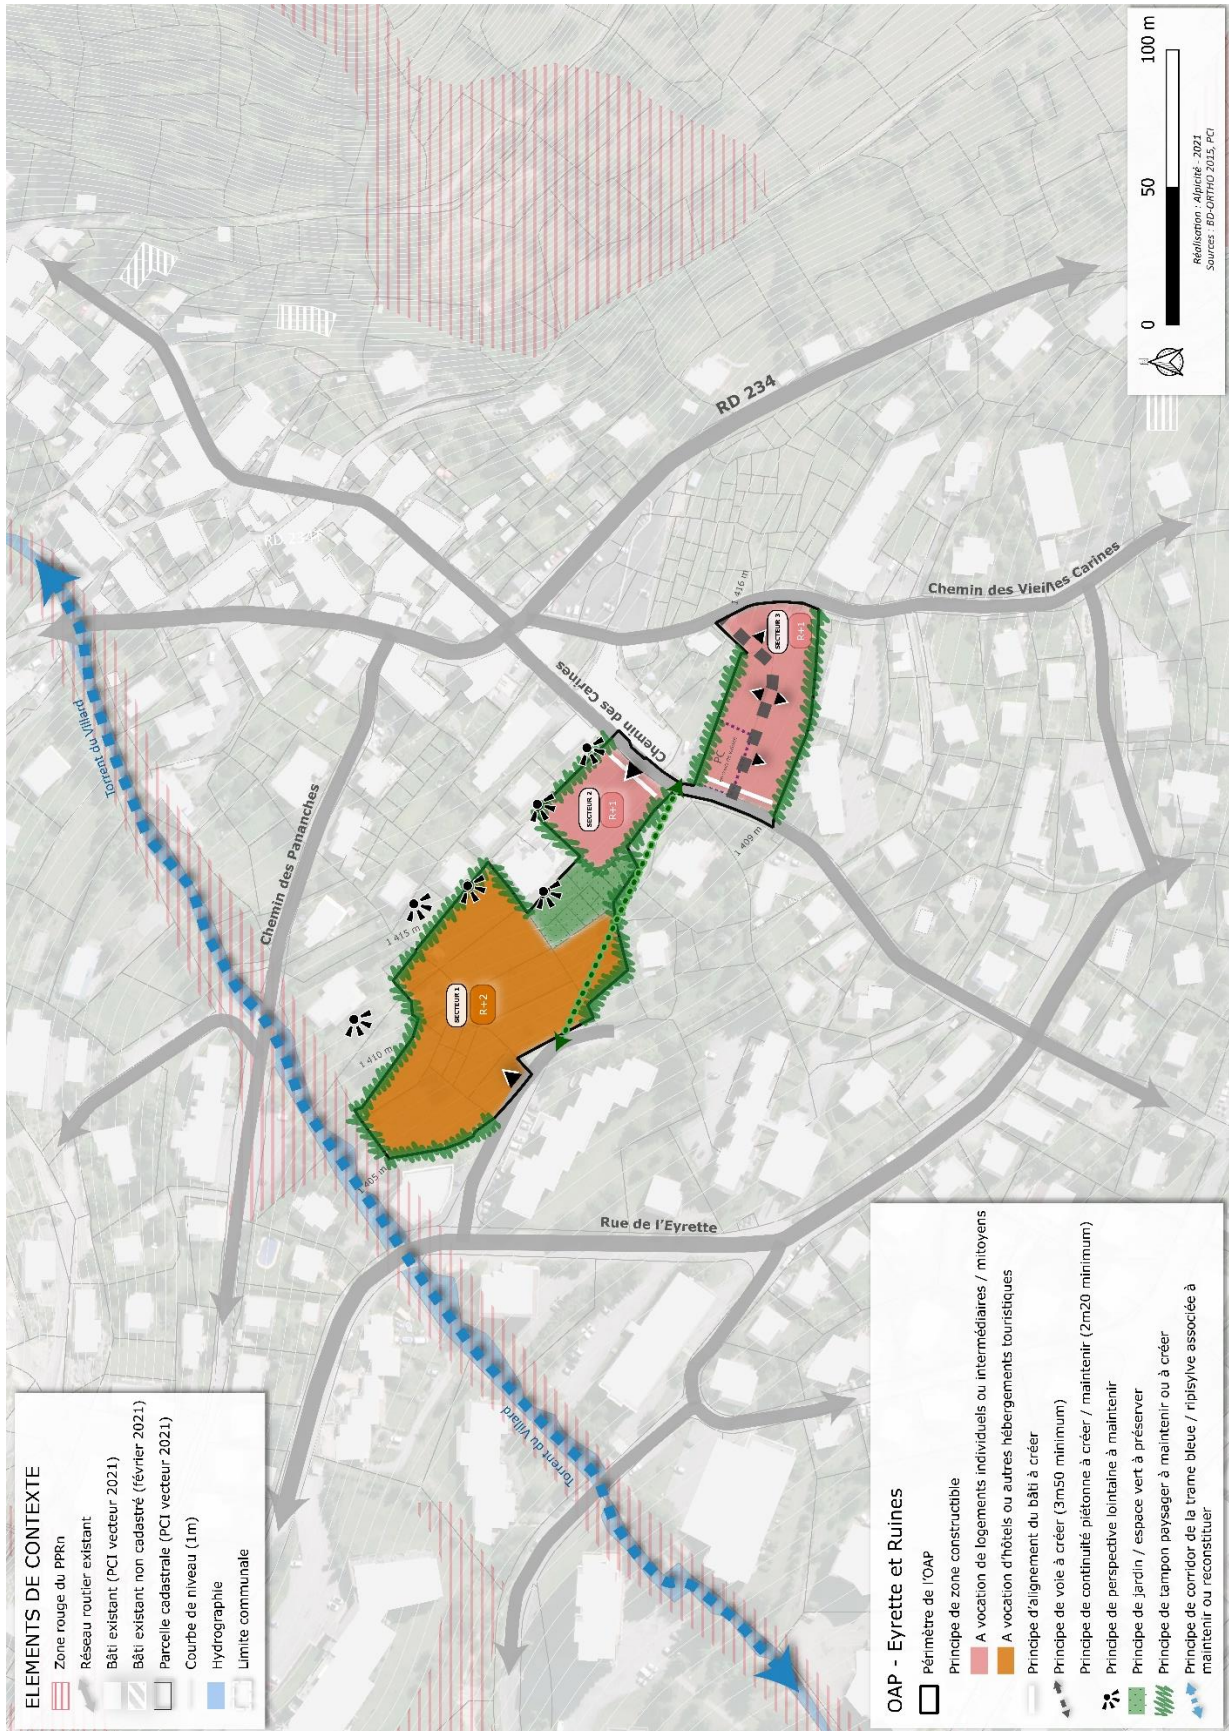 ELEMENTS DE CONTEXTE
Zone rouge du PPRn
Réseau routier existant
Bâti existant (PCI vecteur 2021)
Bâti existant non cadastré (février 2021)
Parcelle cadastrale (PCI vecteur 2021)
Courbe de niveau (1m)
Hydrographie
Limite communale
Torrent du Villard
Chemin des Pananches
RD 234
Chemin des Carines
Chemin des Vieilles Carines
Rue de l'Eyrette
Torrent du Villard
1 415 m
1 410 m
1 405 m
1 416 m
1 409 m
SECTEUR 1
R+2
SECTEUR 2
R+1
SECTEUR 3
R+1
PC
OAP - Eyrette et Ruines
Périmètre de l'OAP
Principe de zone constructible
A vocation de logements individuels ou intermédiaires / mitoyens
A vocation d'hôtels ou autres hébergements touristiques
Principe d'alignement du bâti à créer
Principe de voie à créer (3m50 minimum)
Principe de continuité piétonne à créer / maintenir (2m20 minimum)
Principe de perspective lointaine à maintenir
Principe de jardin / espace vert à préserver
Principe de tampon paysager à maintenir ou à créer
Principe de corridor de la trame bleue / ripisylve associée à
maintenir ou reconstituer
0 50 100 m
Réalisation : Alpicité - 2021
Sources : BD-ORTHO 2015, PCI